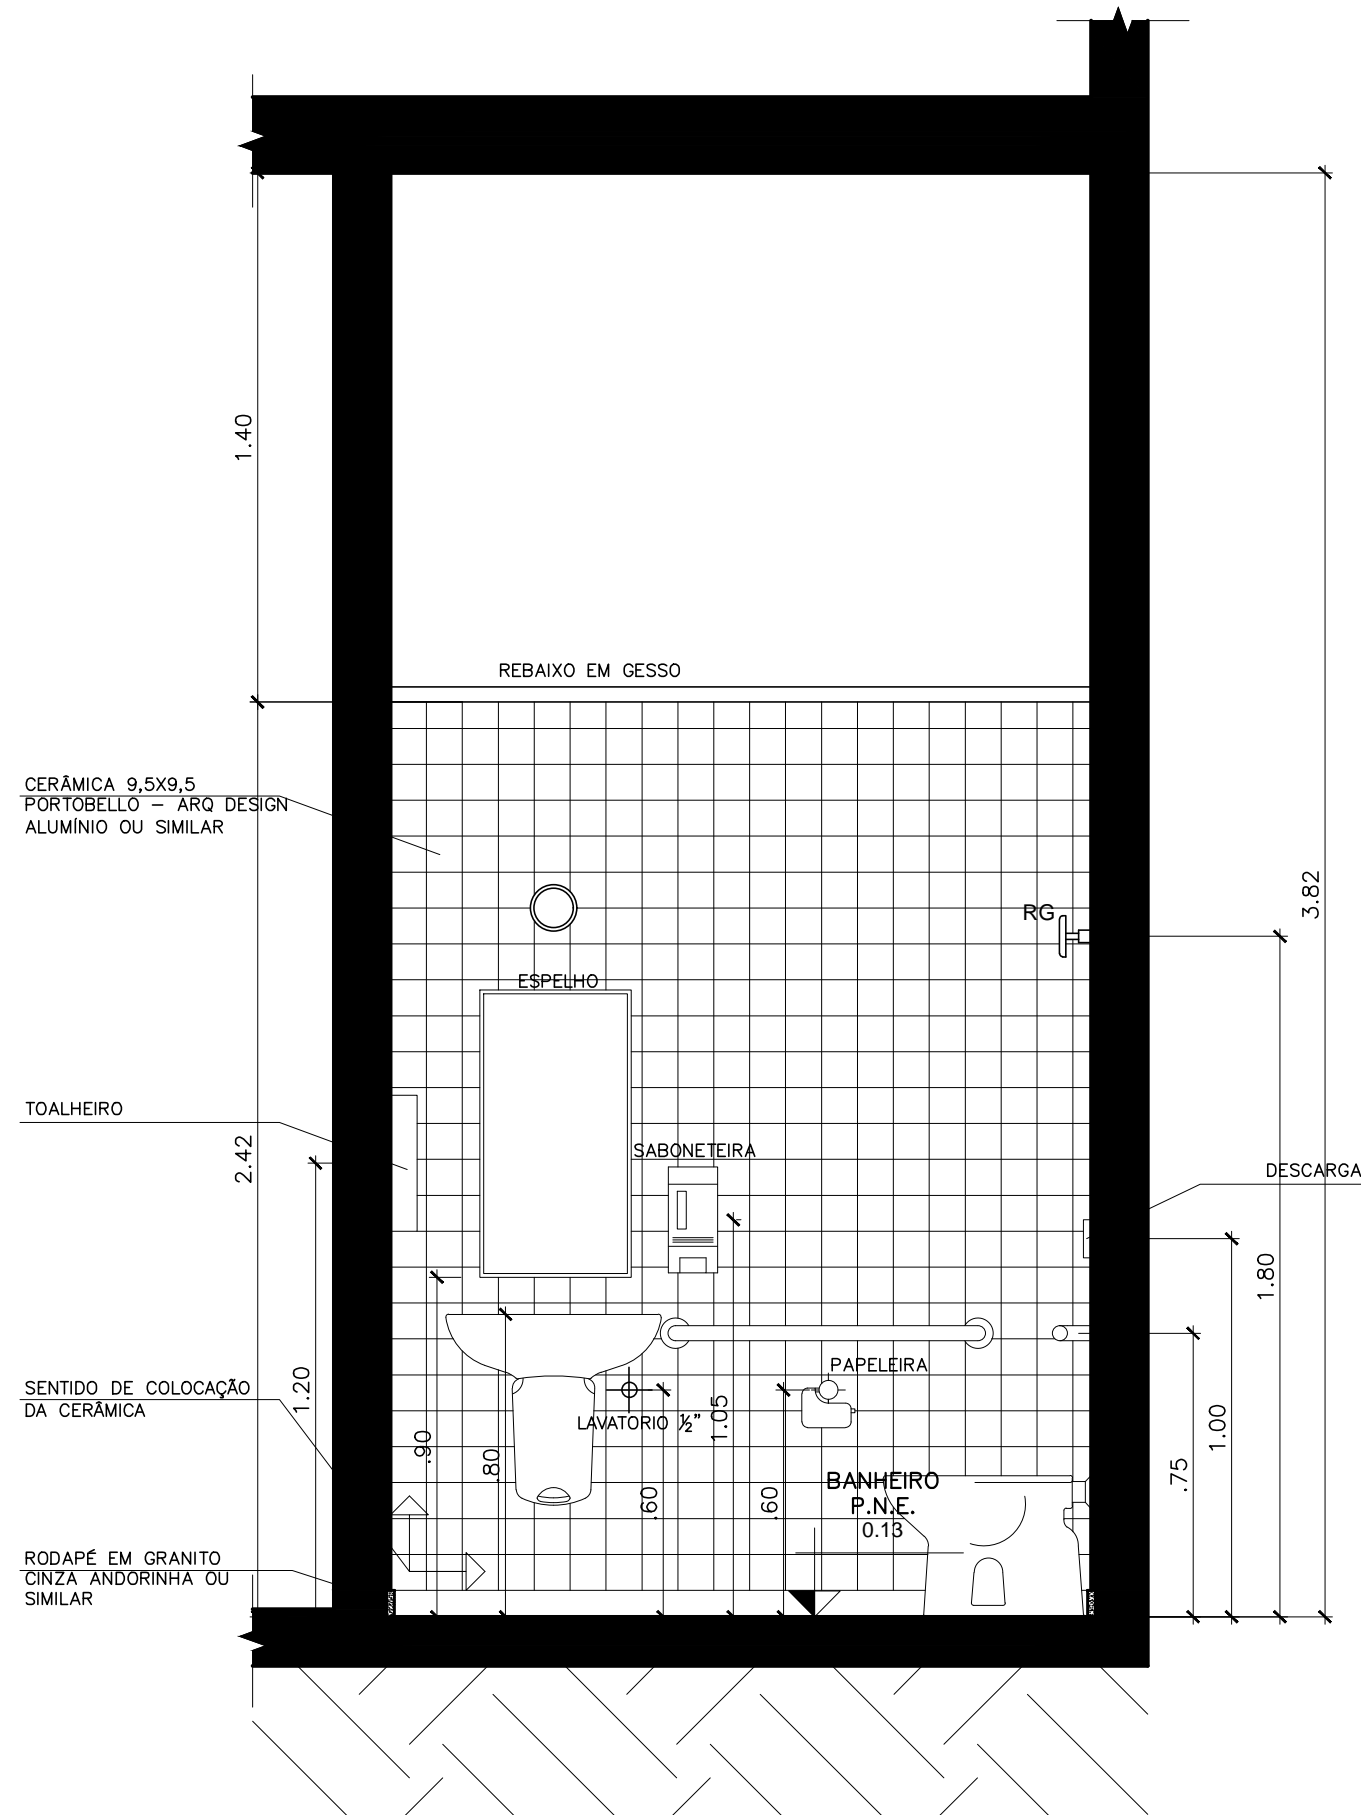 1.40
REBAIXO EM GESSO
CERÂMICA 9,5X9,5
PORTOBELLO – ARQ DESIGN
ALUMÍNIO OU SIMILAR
3.82
RG
ESPELHO
TOALHEIRO
2.42
SABONETEIRA
DESCARGA
1.80
PAPELEIRA
SENTIDO DE COLOCAÇÃO
DA CERÂMICA
1.20
LAVATORIO ½"
1.05
.90
.80
.60
.60
1.00
.75
BANHEIRO
P.N.E.
0.13
RODAPÉ EM GRANITO
CINZA ANDORINHA OU
SIMILAR